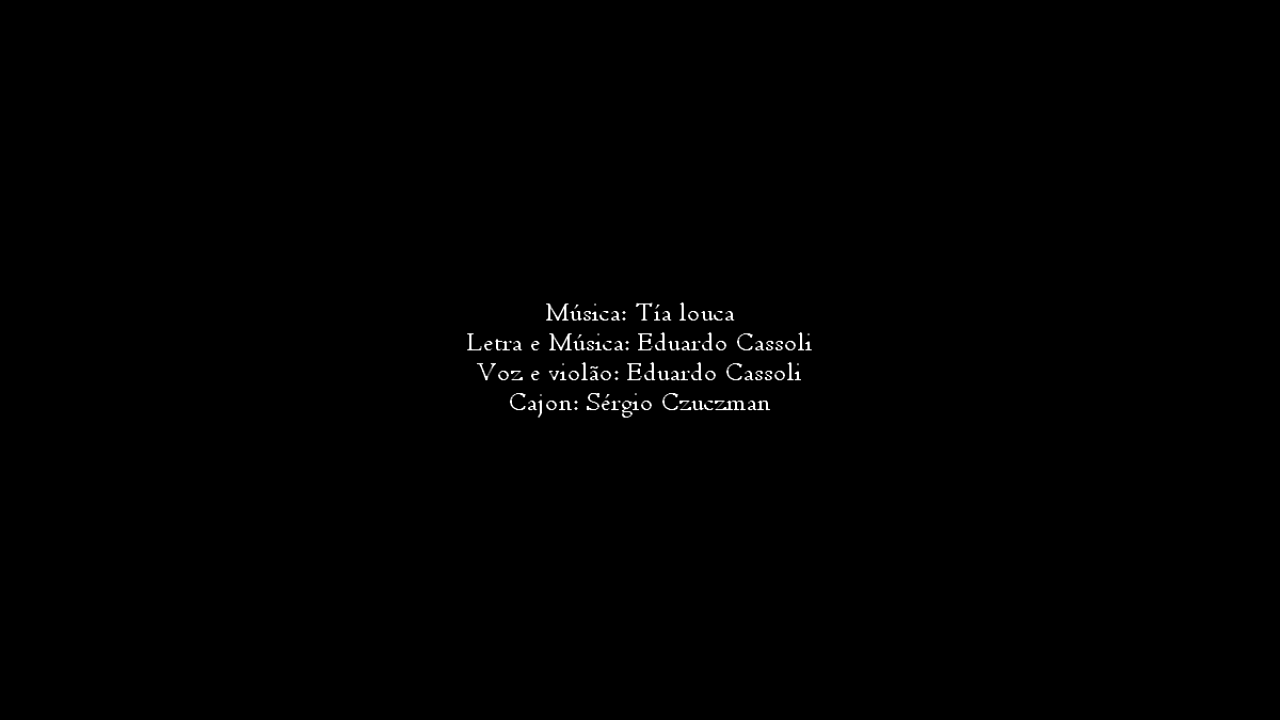 Música: Tía louca
Letra e Música: Eduardo Cassoli
Voz e violão: Eduardo Cassoli
Cajon: Sérgio Czuczman